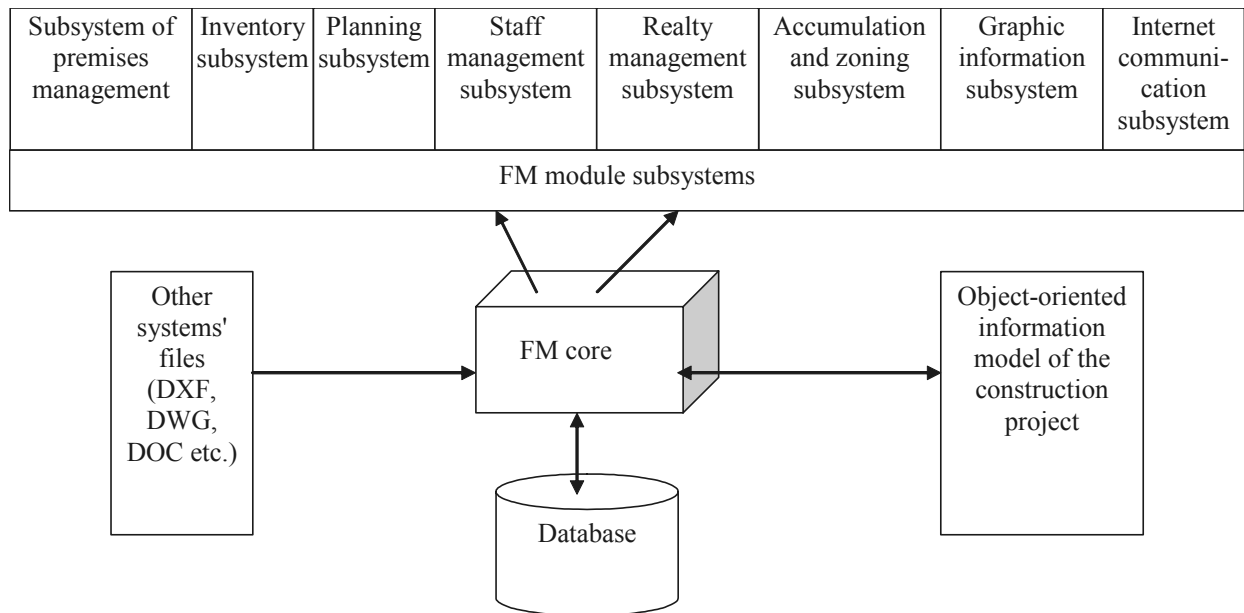 Subsystem of
premises
management
Inventory
subsystem
Planning
subsystem
Staff
management
subsystem
Realty
management
subsystem
Accumulation
and zoning
subsystem
Graphic
information
subsystem
Internet
communi-
cation
subsystem
FM module subsystems
Other
systems'
files
(DXF,
DWG,
DOC etc.)
FM core
Object-oriented
information
model of the
construction
project
Database